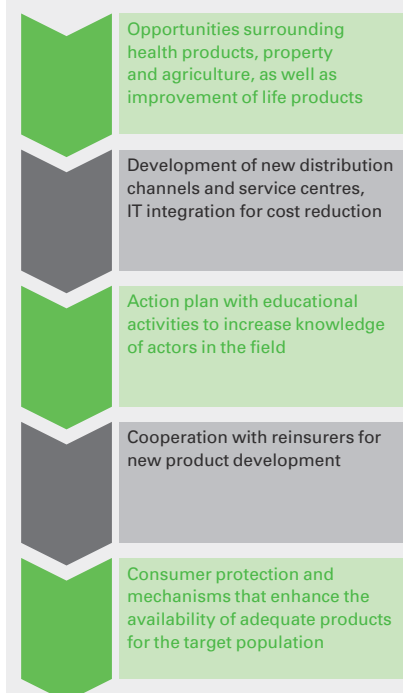 Opportunities surrounding
health products, property
and agriculture, as well as
improvement of life products
Development of new distribution
channels and service centres,
IT integration for cost reduction
Action plan with educational
activities to increase knowledge
of actors in the field
Cooperation with reinsurers for
new product development
Consumer protection and
mechanisms that enhance the
availability of adequate products
for the target population